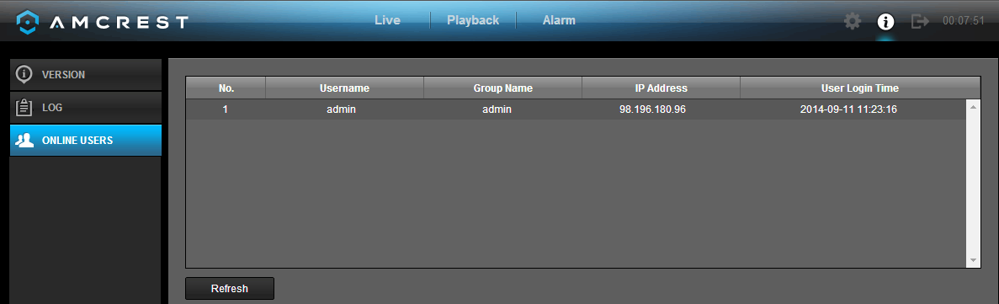 AMCREST Live Playback Alarm 00:07:51
VERSION
LOG
ONLINE USERS
No. Username Group Name IP Address User Login Time
1 admin admin 98.196.180.96 2014-09-11 11:23:16
Refresh